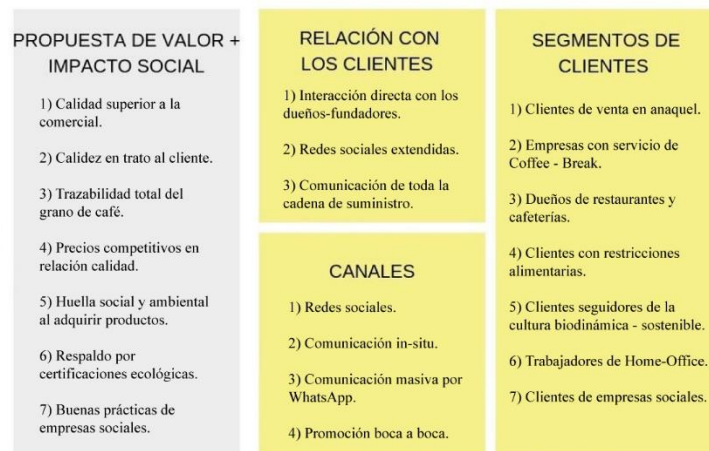 PROPUESTA DE VALOR +
IMPACTO SOCIAL
1) Calidad superior a la
comercial.
2) Calidez en trato al cliente.
3) Trazabilidad total del
grano de café.
4) Precios competitivos en
relación calidad.
5) Huella social y ambiental
al adquirir productos.
6) Respaldo por
certificaciones ecológicas.
7) Buenas prácticas de
empresas sociales.
RELACIÓN CON
LOS CLIENTES
1) Interacción directa con los
dueños-fundadores.
2) Redes sociales extendidas.
3) Comunicación de toda la
cadena de suministro.
CANALES
1) Redes sociales.
2) Comunicación in-situ.
3) Comunicación masiva por
WhatsApp.
4) Promoción boca a boca.
SEGMENTOS DE
CLIENTES
1) Clientes de venta en anaquel.
2) Empresas con servicio de
Coffee - Break.
3) Dueños de restaurantes y
cafeterías.
4) Clientes con restricciones
alimentarias.
5) Clientes seguidores de la
cultura biodinámica - sostenible.
6) Trabajadores de Home-Office.
7) Clientes de empresas sociales.